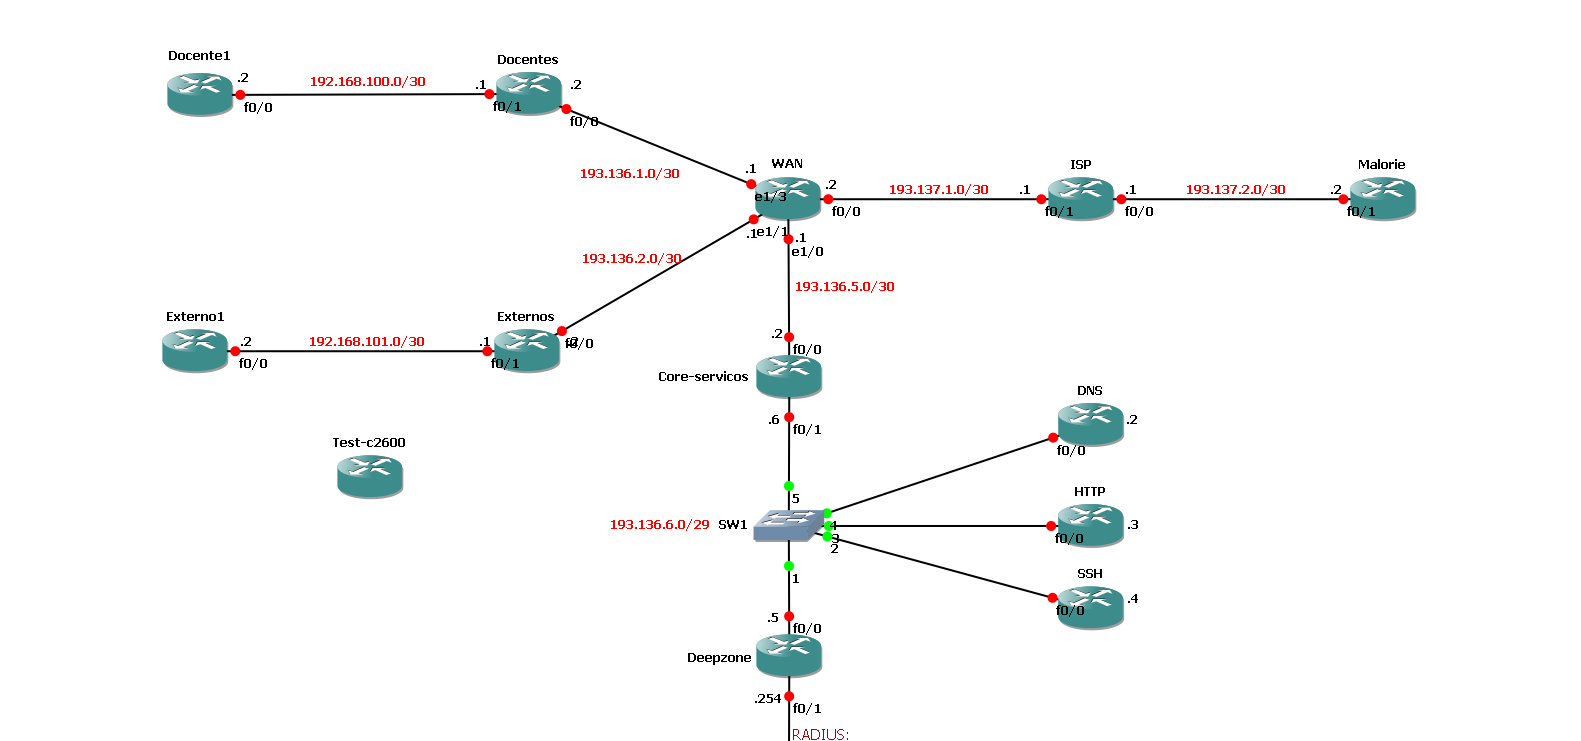 Docente1
Docentes
.2
192.168.100.0/30
.1
.2
f0/0
f0/1
f0/0
193.136.1.0/30
.1
WAN
ISP
Malorie
e1/3
.2
193.137.1.0/30
.1
.1
193.137.2.0/30
.2
f0/0
f0/1
f0/0
f0/1
.1
e1/1
.1
e1/0
193.136.2.0/30
193.136.5.0/30
Externo1
Externos
.2
192.168.101.0/30
.1
f0/0
f0/1
f0/0
.2
f0/0
Core-servicos
.6
f0/1
DNS
.2
f0/0
Test-c2600
HTTP
5
193.136.6.0/29
SW1
4
3
2
.3
f0/0
SSH
1
.4
f0/0
.5
f0/0
Deepzone
.254
f0/1
RADIUS: